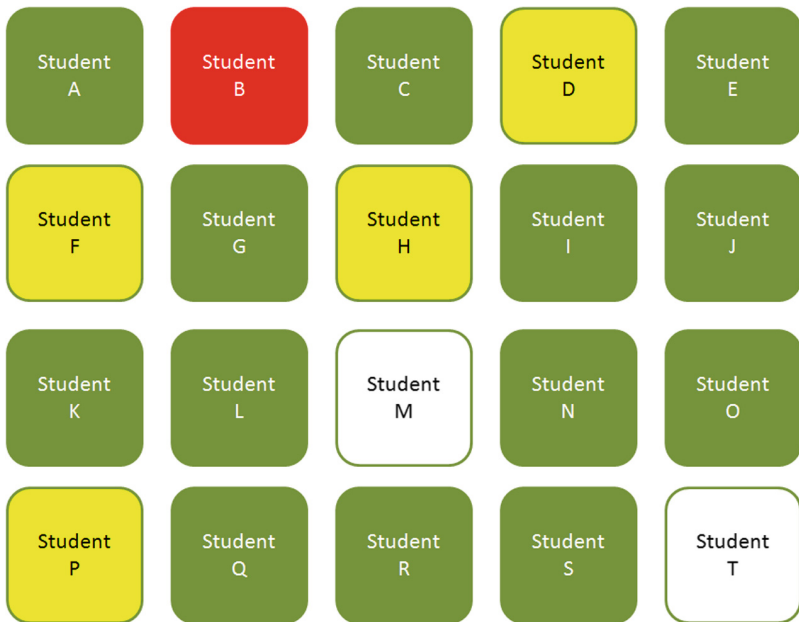 Student
A
Student
B
Student
C
Student
D
Student
E
Student
F
Student
G
Student
H
Student
I
Student
J
Student
K
Student
L
Student
M
Student
N
Student
O
Student
P
Student
Q
Student
R
Student
S
Student
T